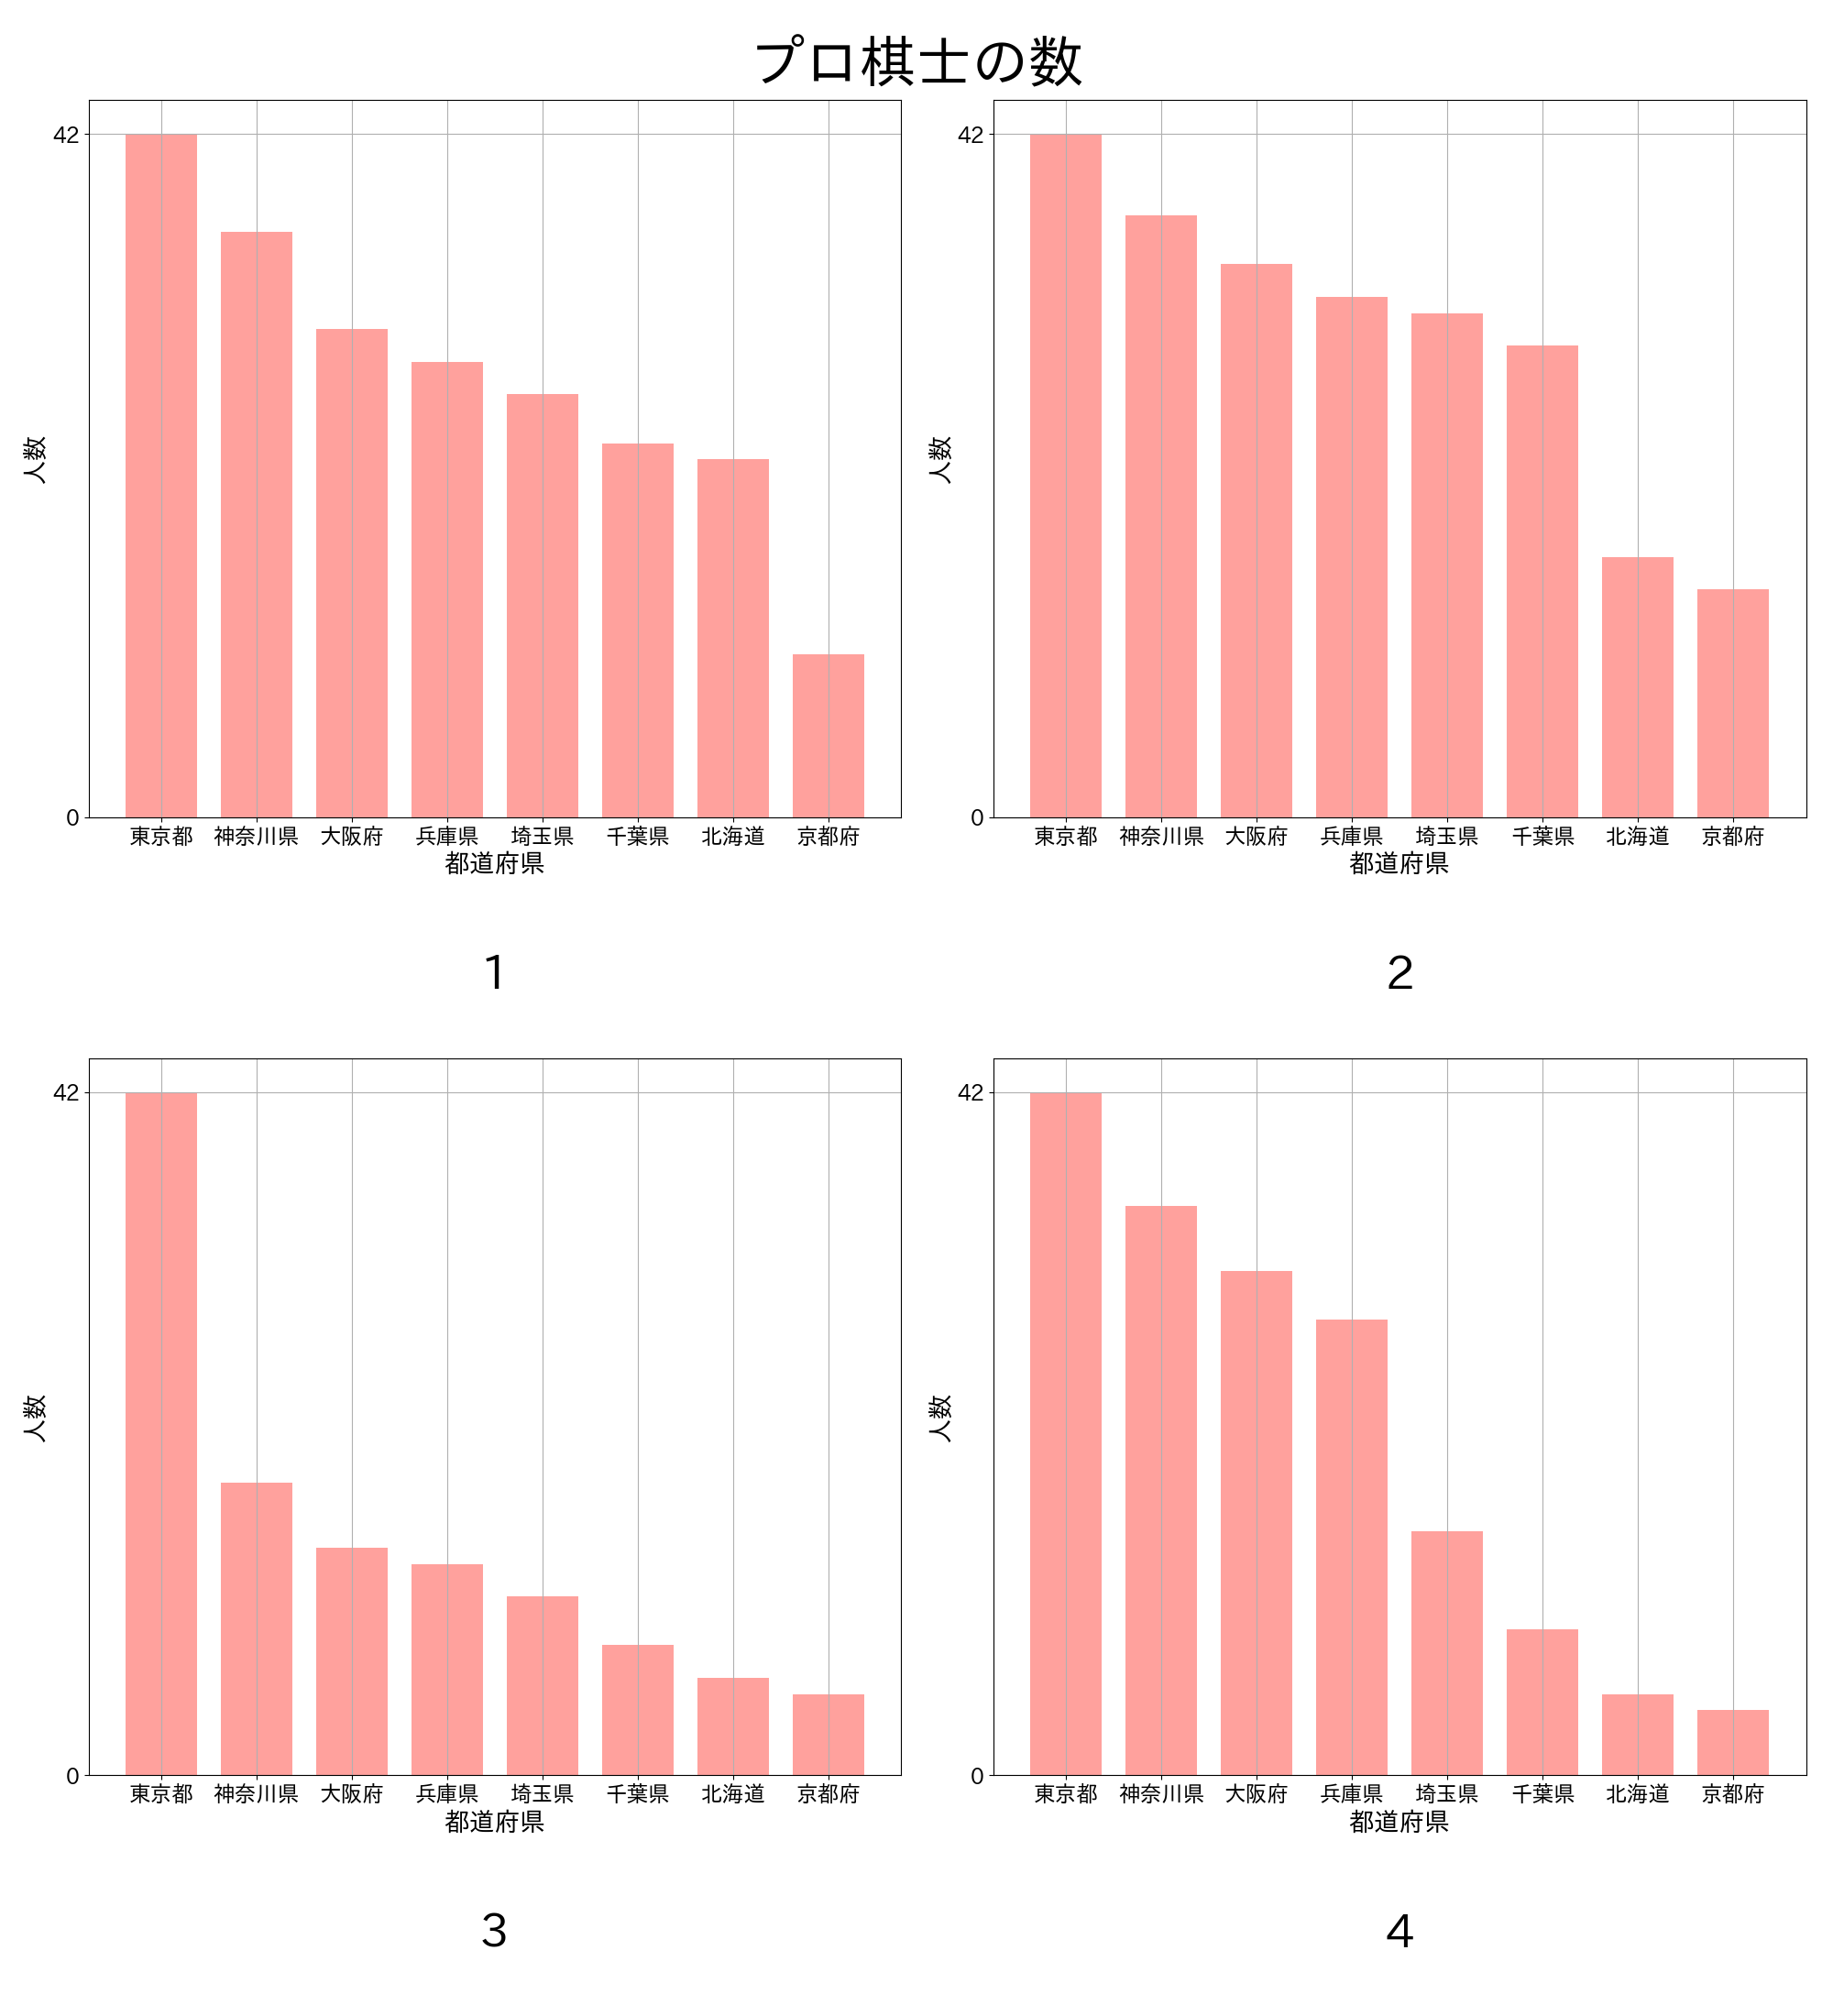 プロ棋士の数
42
0
人数
東京都 神奈川県 大阪府 兵庫県 埼玉県 千葉県 北海道 京都府
都道府県
1
42
0
人数
東京都 神奈川県 大阪府 兵庫県 埼玉県 千葉県 北海道 京都府
都道府県
2
42
0
人数
東京都 神奈川県 大阪府 兵庫県 埼玉県 千葉県 北海道 京都府
都道府県
3
42
0
人数
東京都 神奈川県 大阪府 兵庫県 埼玉県 千葉県 北海道 京都府
都道府県
4